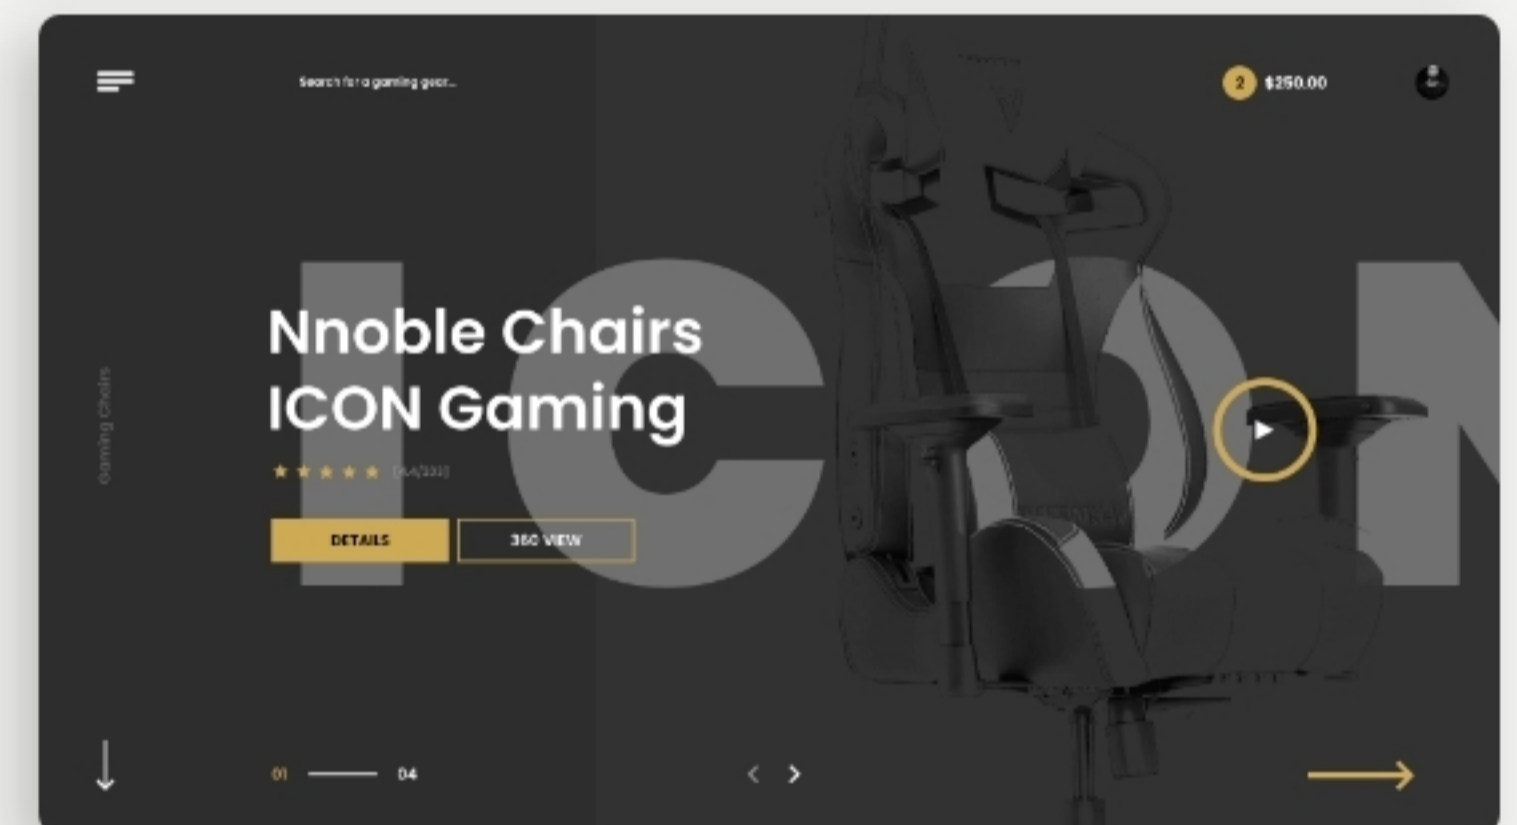 Search for a gaming gear...
2 $250.00
ICON
Nnoble Chairs
ICON Gaming
Gaming Chairs
DETAILS
360 VIEW
01
04